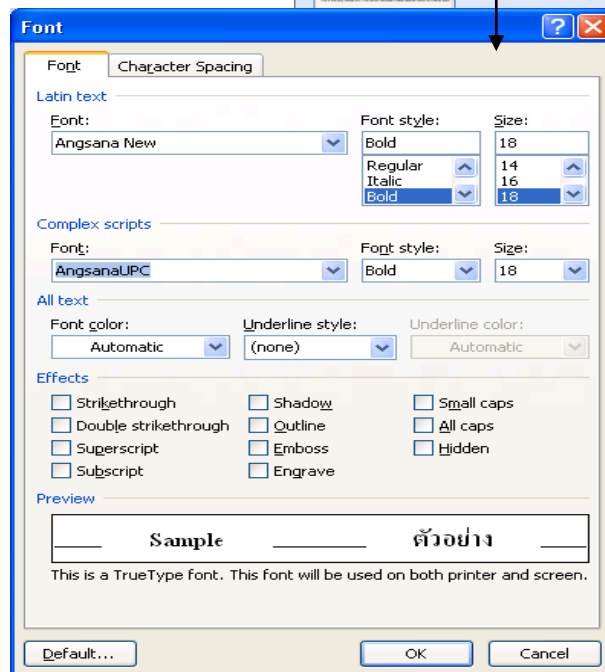 Font
Font Character Spacing
Latin text
Font: Font style: Size:
Angsana New Bold 18
Regular 14
Italic 16
Bold 18
Complex scripts
Font: Font style: Size:
AngsanaUPC Bold 18
All text
Font color: Underline style: Underline color:
Automatic (none) Automatic
Effects
Strikethrough Shadow Small caps
Double strikethrough Outline All caps
Superscript Emboss Hidden
Subscript Engrave
Preview
Sample ตัวอย่าง
This is a TrueType font. This font will be used on both printer and screen.
Default... OK Cancel